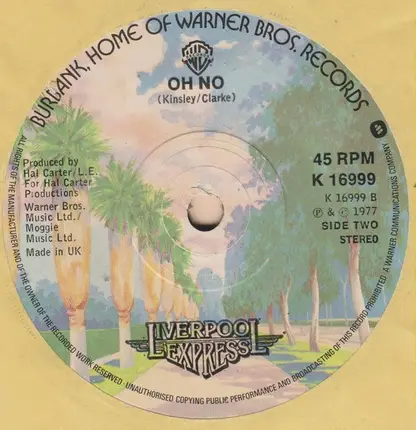 BURBANK, HOME OF WARNER BROS. RECORDS
OH NO
(Kinsley/Clarke)
Produced by
Hal Carter/L.E.
For Hal Carter
Productions
Warner Bros.
Music Ltd./
Moggie
Music Ltd.
Made in UK
45 RPM
K 16999
K 16999 B
Ⓟ & © 1977
SIDE TWO
STEREO
LIVERPOOL
EXPRESS
ALL RIGHTS OF THE MANUFACTURER AND OF THE OWNER OF THE RECORDED WORK RESERVED. UNAUTHORISED COPYING PUBLIC PERFORMANCE AND BROADCASTING OF THIS RECORD PROHIBITED. A WARNER COMMUNICATIONS COMPANY.